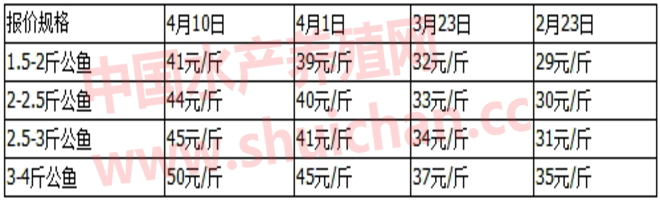 报价规格 4月10日 4月1日 3月23日 2月23日
1.5-2斤公鱼 41元/斤 39元/斤 32元/斤 29元/斤
2-2.5斤公鱼 44元/斤 40元/斤 33元/斤 30元/斤
2.5-3斤公鱼 45元/斤 41元/斤 34元/斤 31元/斤
3-4斤公鱼 50元/斤 45元/斤 37元/斤 35元/斤
中国水产养殖网
www.shuichan.cc